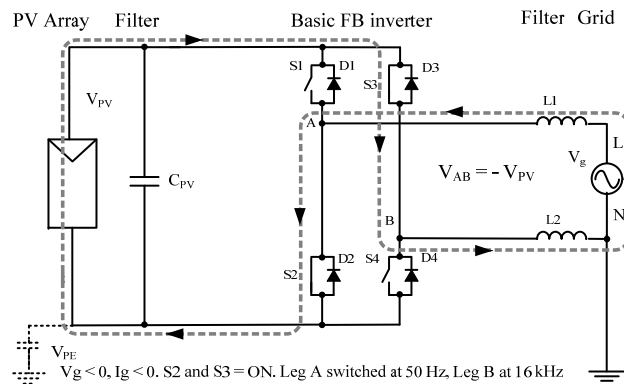 PV Array Filter Basic FB inverter Filter Grid
S1 D1 S3 D3
V_PV
L1
A
L
C_PV
V_AB = - V_PV
V_g
B
L2
N
S2 D2 S4 D4
V_PE
Vg < 0, Ig < 0. S2 and S3 = ON. Leg A switched at 50 Hz, Leg B at 16 kHz